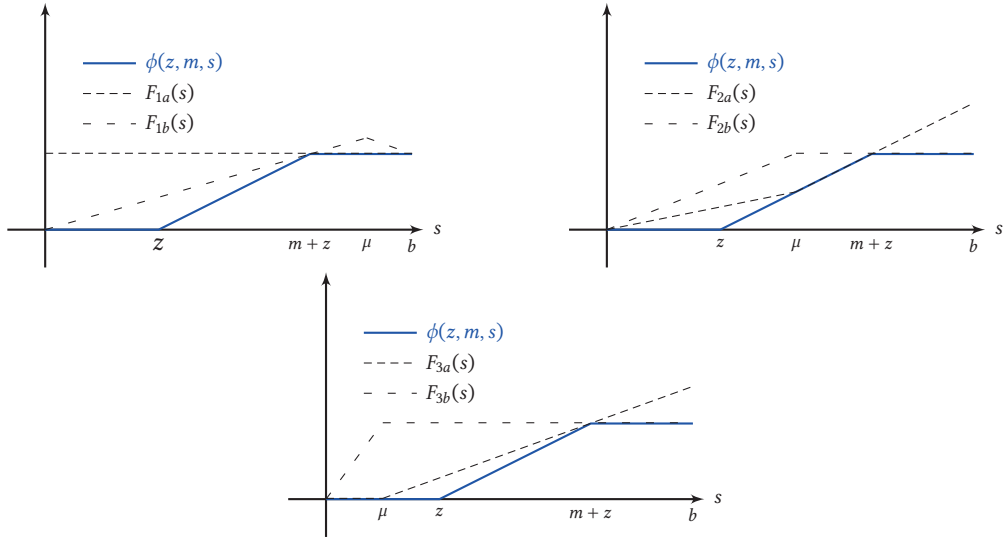 ϕ(z, m, s)
F₁ₐ(s)
F₁b(s)
z
m + z
μ
b
s
ϕ(z, m, s)
F₂ₐ(s)
F₂b(s)
z
μ
m + z
b
s
ϕ(z, m, s)
F₃ₐ(s)
F₃b(s)
μ
z
m + z
b
s